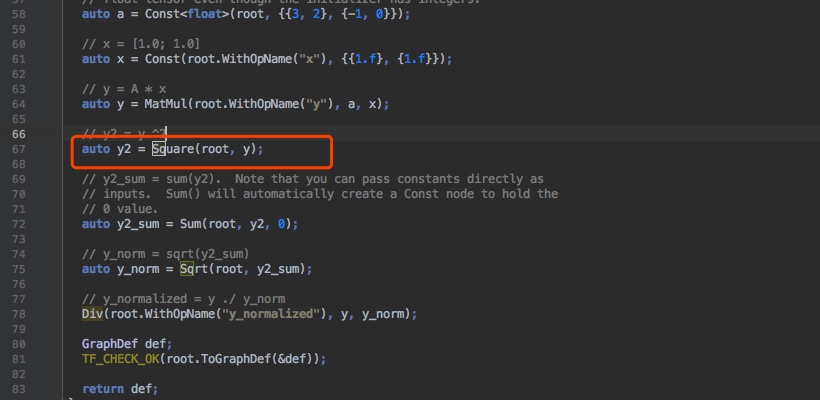 57 // float tensor even though the initializer has integers.
58 auto a = Const<float>(root, {{3, 2}, {-1, 0}});
59
60 // x = [1.0; 1.0]
61 auto x = Const(root.WithOpName("x"), {{1.f}, {1.f}});
62
63 // y = A * x
64 auto y = MatMul(root.WithOpName("y"), a, x);
65
66 // y2 = y ^2
67 auto y2 = Square(root, y);
68
69 // y2_sum = sum(y2).  Note that you can pass constants directly as
70 // inputs.  Sum() will automatically create a Const node to hold the
71 // 0 value.
72 auto y2_sum = Sum(root, y2, 0);
73
74 // y_norm = sqrt(y2_sum)
75 auto y_norm = Sqrt(root, y2_sum);
76
77 // y_normalized = y ./ y_norm
78 Div(root.WithOpName("y_normalized"), y, y_norm);
79
80 GraphDef def;
81 TF_CHECK_OK(root.ToGraphDef(&def));
82
83 return def;